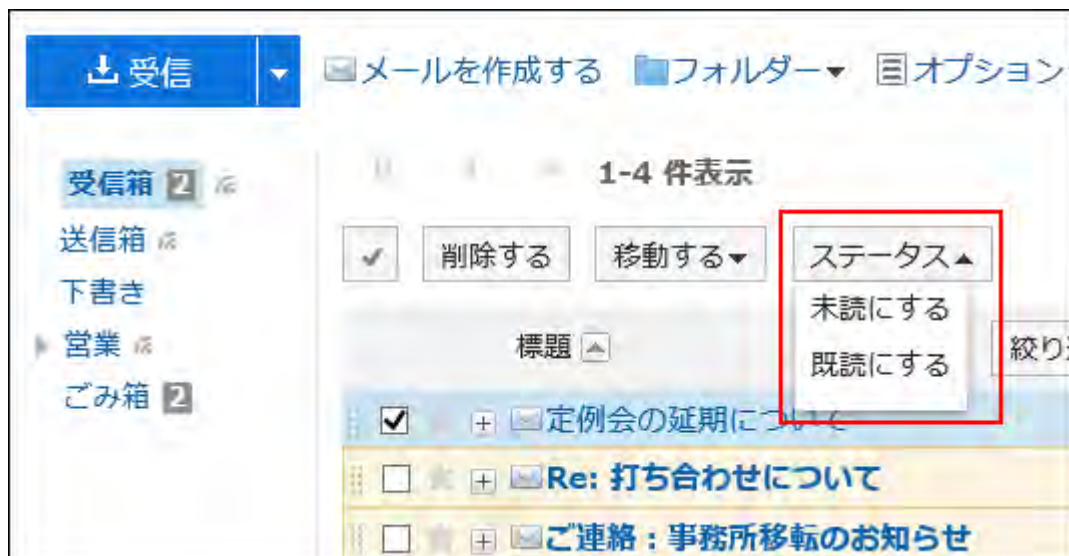 受信 メールを作成する フォルダー オプション
受信箱 2
1-4 件表示
送信箱
削除する 移動する ステータス
下書き
未読にする
営業
標題
既読にする
ごみ箱 2
定例会の延期について
Re: 打ち合わせについて
ご連絡：事務所移転のお知らせ